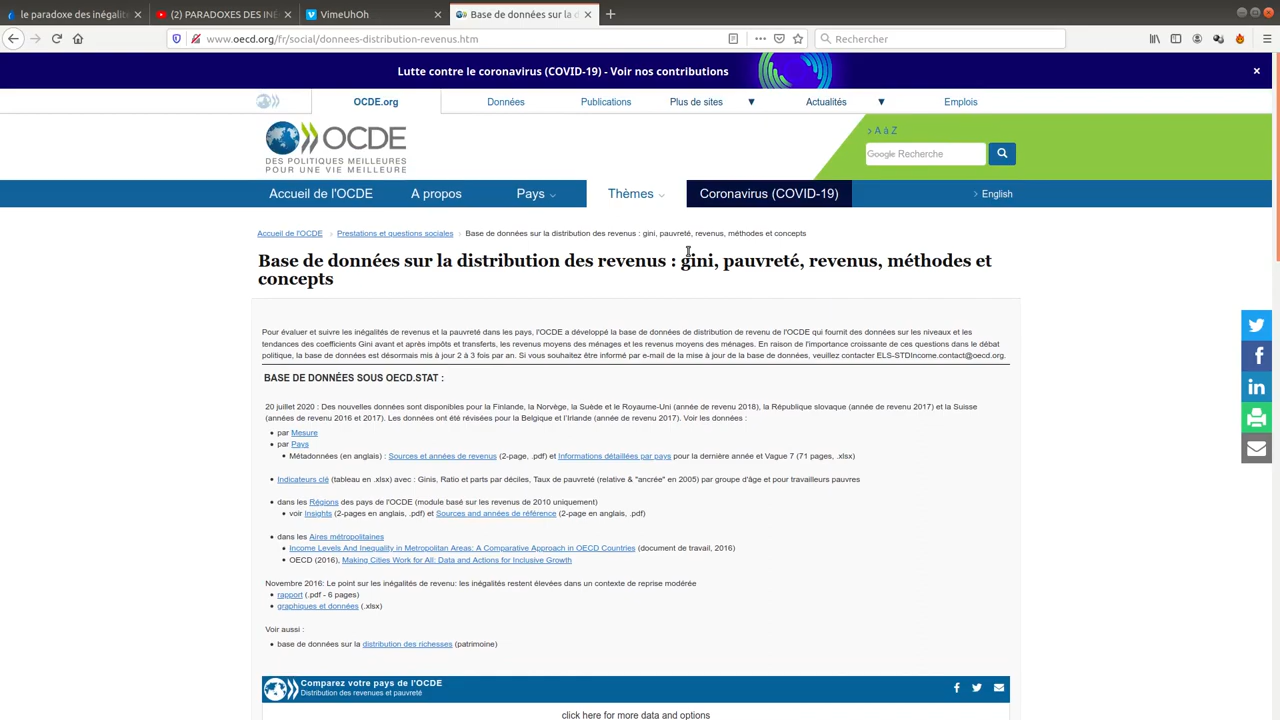 le paradoxe des inégalité
(2) PARADOXES DES INÉ
VimeUhOh
Base de données sur la d
www.oecd.org/fr/social/donnees-distribution-revenus.htm
Rechercher
Lutte contre le coronavirus (COVID-19) - Voir nos contributions
OCDE.org
Données
Publications
Plus de sites ▼
Actualités ▼
Emplois
OCDE
DES POLITIQUES MEILLEURES
POUR UNE VIE MEILLEURE
> A à Z
Google Recherche
Accueil de l'OCDE
A propos
Pays
Thèmes
Coronavirus (COVID-19)
> English
Accueil de l'OCDE > Prestations et questions sociales > Base de données sur la distribution des revenus : gini, pauvreté, revenus, méthodes et concepts
Base de données sur la distribution des revenus : gini, pauvreté, revenus, méthodes et
concepts
Pour évaluer et suivre les inégalités de revenus et la pauvreté dans les pays, l'OCDE a développé la base de données de distribution de revenu de l'OCDE qui fournit des données sur les niveaux et les
tendances des coefficients Gini avant et après impôts et transferts, les revenus moyens des ménages et les revenus moyens des ménages. En raison de l'importance croissante de ces questions dans le débat
politique, la base de données est désormais mis à jour 2 à 3 fois par an. Si vous souhaitez être informé par e-mail de la mise à jour de la base de données, veuillez contacter ELS-STDIncome.contact@oecd.org.
BASE DE DONNÉES SOUS OECD.STAT :
20 juillet 2020 : Des nouvelles données sont disponibles pour la Finlande, la Norvège, la Suède et le Royaume-Uni (année de revenu 2018), la République slovaque (année de revenu 2017) et la Suisse
(années de revenu 2016 et 2017). Les données ont été révisées pour la Belgique et l'Irlande (année de revenu 2017). Voir les données :
• par Mesure
• par Pays
• Métadonnées (en anglais) : Sources et années de revenus (2-page, .pdf) et Informations détaillées par pays pour la dernière année et Vague 7 (71 pages, .xlsx)
• Indicateurs clé (tableau en .xlsx) avec : Ginis, Ratio et parts par déciles, Taux de pauvreté (relative & "ancrée" en 2005) par groupe d'âge et pour travailleurs pauvres
• dans les Régions des pays de l'OCDE (module basé sur les revenus de 2010 uniquement)
• voir Insights (2-pages en anglais, .pdf) et Sources and années de référence (2-page en anglais, .pdf)
• dans les Aires métropolitaines
• Income Levels And Inequality in Metropolitan Areas: A Comparative Approach in OECD Countries (document de travail, 2016)
• OECD (2016), Making Cities Work for All: Data and Actions for Inclusive Growth
Novembre 2016: Le point sur les inégalités de revenu: les inégalités restent élevées dans un contexte de reprise modérée
• rapport (.pdf - 6 pages)
• graphiques et données (.xlsx)
Voir aussi :
• base de données sur la distribution des richesses (patrimoine)
Comparez votre pays de l'OCDE
Distribution des revenues et pauvreté
click here for more data and options